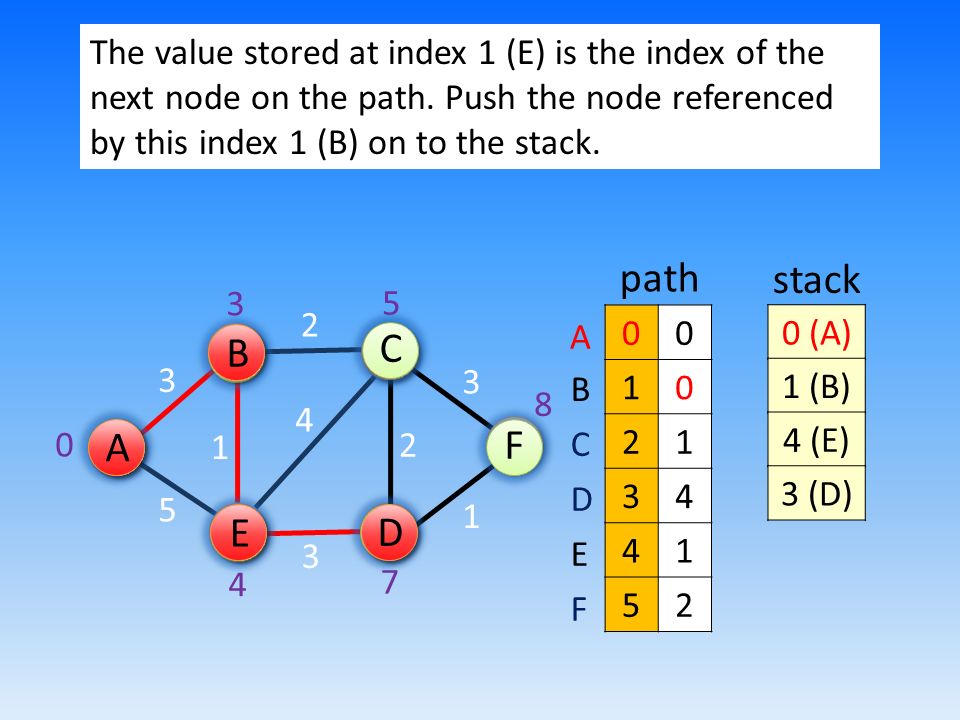 The value stored at index 1 (E) is the index of the
next node on the path. Push the node referenced
by this index 1 (B) on to the stack.
path stack
3 5
2
B C
3 4 3 8
0 A 1 2 F
5 1
E D
3
4 7
A 0 0
B 1 0
C 2 1
D 3 4
E 4 1
F 5 2
0 (A)
1 (B)
4 (E)
3 (D)